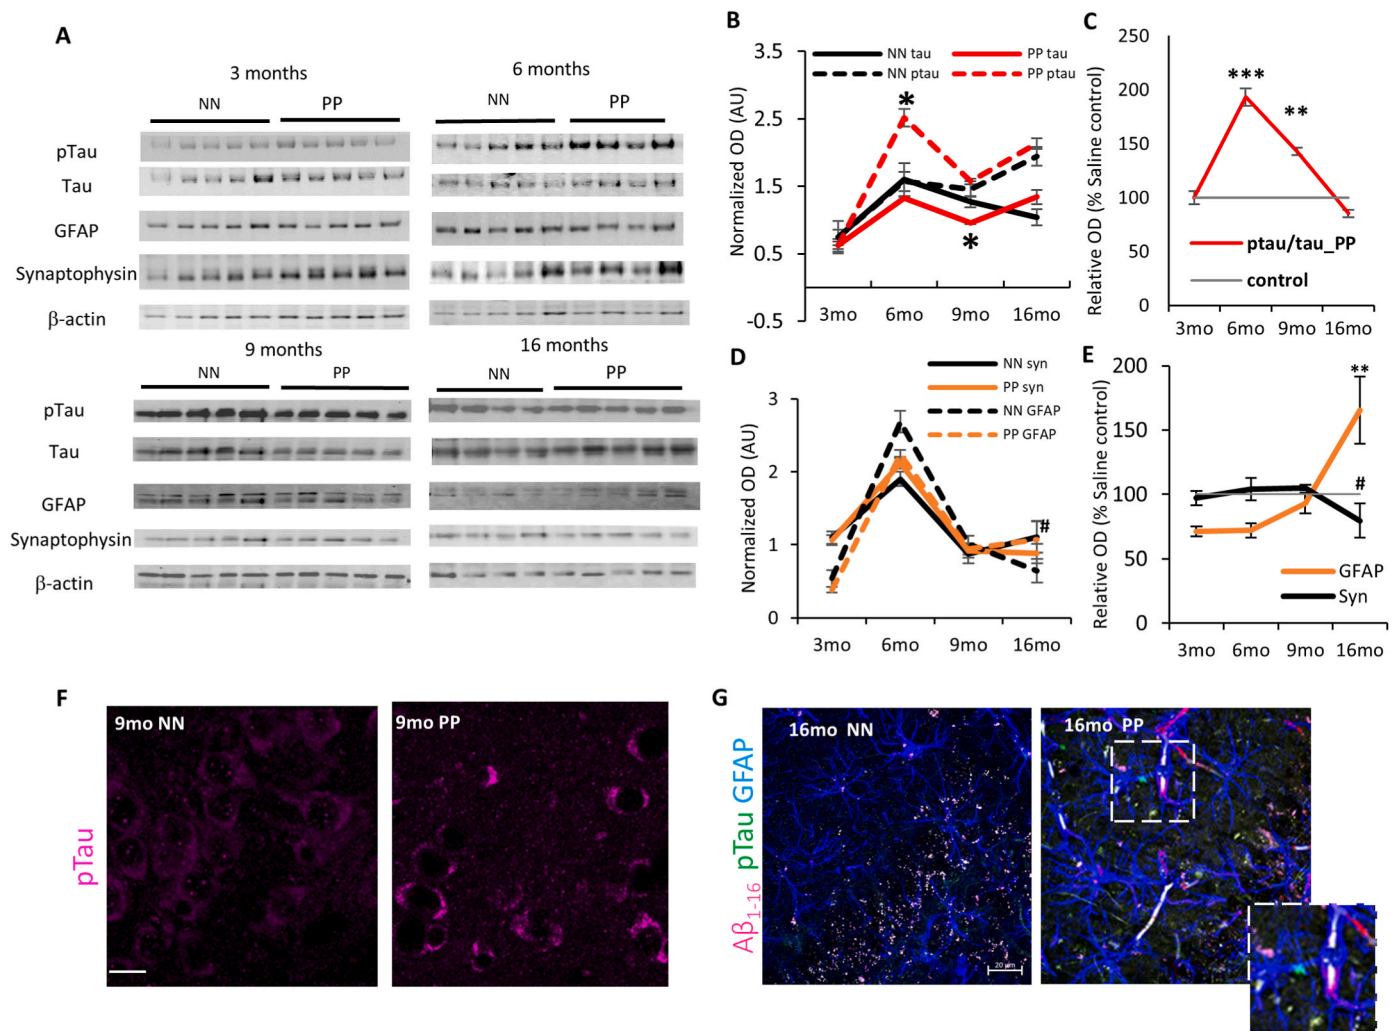 A
3 months
NN
PP
pTau
Tau
GFAP
Synaptophysin
β-actin
6 months
NN
PP
9 months
NN
PP
pTau
Tau
GFAP
Synaptophysin
β-actin
16 months
NN
PP
B
Normalized OD (AU)
3.5
2.5
1.5
0.5
-0.5
NN tau
PP tau
NN ptau
PP ptau
*
*
3mo 6mo 9mo 16mo
C
Relative OD (% Saline control)
250
200
150
100
50
0
***
**
ptau/tau_PP
control
3mo 6mo 9mo 16mo
D
Normalized OD (AU)
3
2
1
0
NN syn
PP syn
NN GFAP
PP GFAP
#
3mo 6mo 9mo 16mo
E
Relative OD (% Saline control)
200
150
100
50
0
**
#
GFAP
Syn
3mo 6mo 9mo 16mo
F
pTau
9mo NN
9mo PP
G
Aβ1-16 pTau GFAP
16mo NN
20 μm
16mo PP